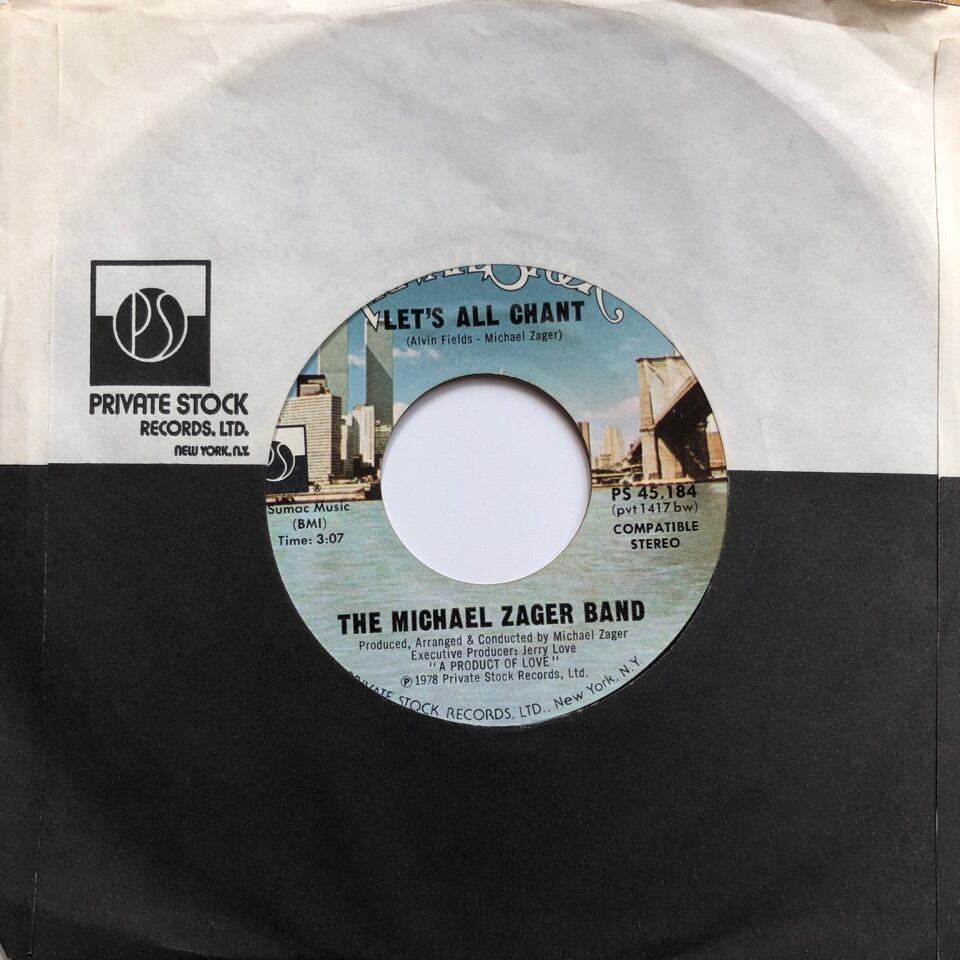 PS
PRIVATE STOCK
RECORDS, LTD.
NEW YORK, N.Y.
LET'S ALL CHANT
(Alvin Fields - Michael Zager)
Sumac Music
(BMI)
Time: 3:07
PS 45,184
(pvt 1417 bw)
COMPATIBLE
STEREO
THE MICHAEL ZAGER BAND
Produced, Arranged & Conducted by Michael Zager
Executive Producer: Jerry Love
"A PRODUCT OF LOVE"
℗ 1978 Private Stock Records, Ltd.
STOCK RECORDS, LTD., New York, N.Y.